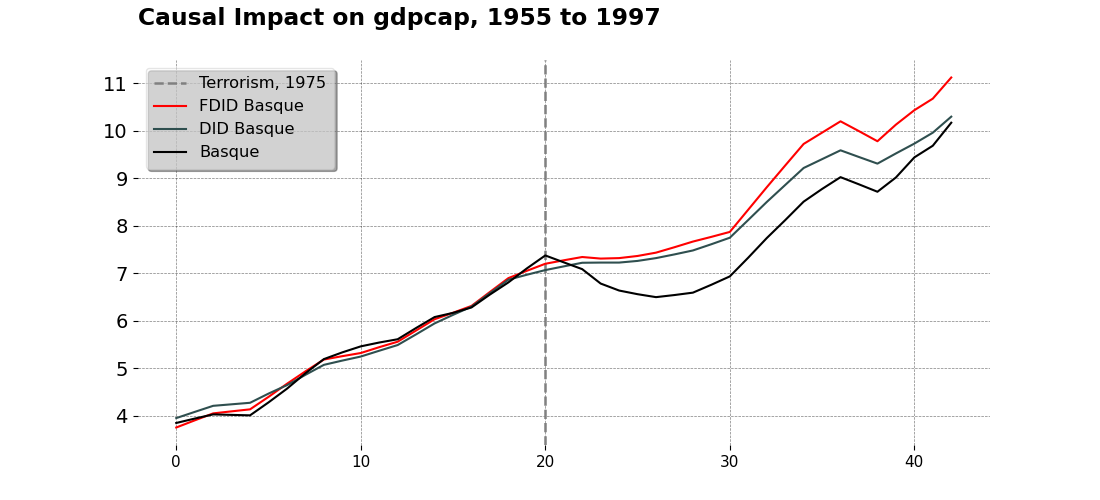 Causal Impact on gdpcap, 1955 to 1997
Terrorism, 1975
FDID Basque
DID Basque
Basque
11
10
9
8
7
6
5
4
0 10 20 30 40